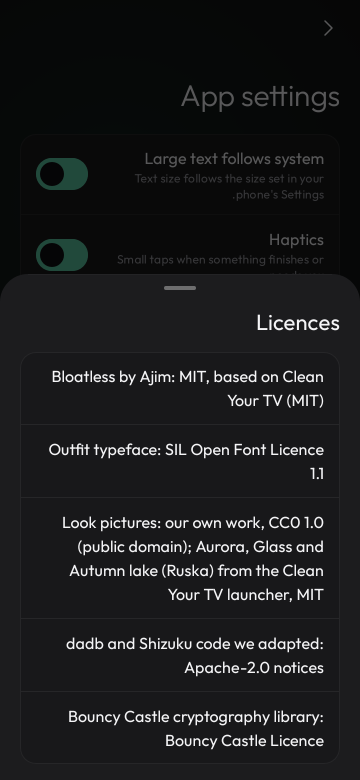 App settings
Large text follows system
Text size follows the size set in your
.phone's Settings
Haptics
Small taps when something finishes or
Licences
Bloatless by Ajim: MIT, based on Clean
Your TV (MIT)
Outfit typeface: SIL Open Font Licence
1.1
Look pictures: our own work, CC0 1.0
(public domain); Aurora, Glass and
Autumn lake (Ruska) from the Clean
Your TV launcher, MIT
dadb and Shizuku code we adapted:
Apache-2.0 notices
Bouncy Castle cryptography library:
Bouncy Castle Licence